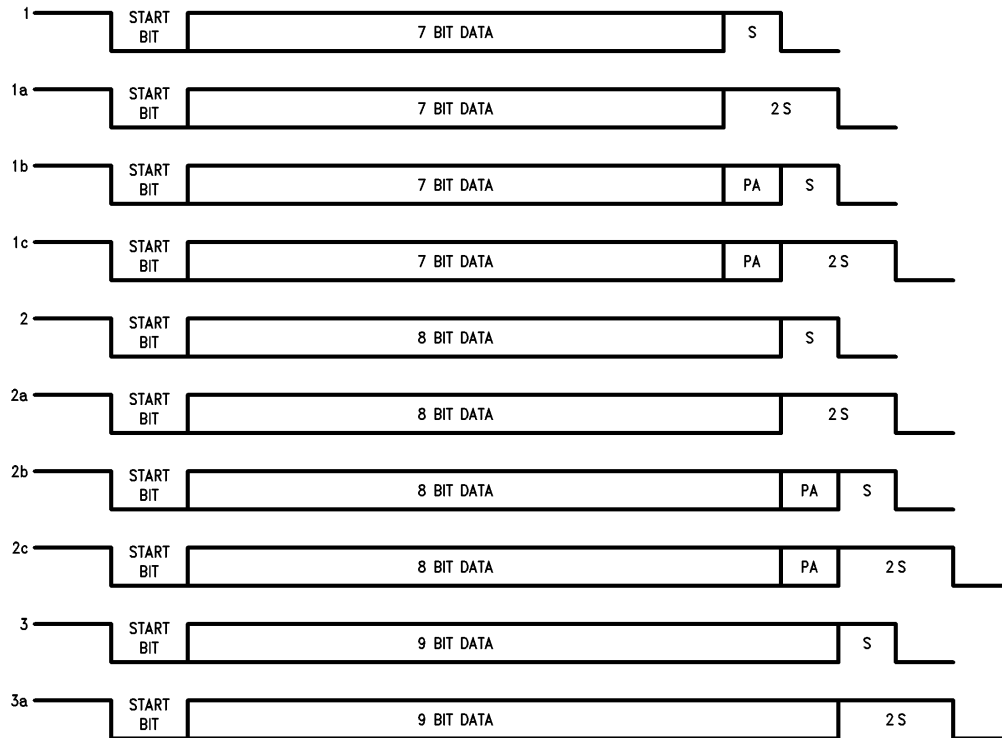 1 START BIT 7 BIT DATA S
1a START BIT 7 BIT DATA 2 S
1b START BIT 7 BIT DATA PA S
1c START BIT 7 BIT DATA PA 2 S
2 START BIT 8 BIT DATA S
2a START BIT 8 BIT DATA 2 S
2b START BIT 8 BIT DATA PA S
2c START BIT 8 BIT DATA PA 2 S
3 START BIT 9 BIT DATA S
3a START BIT 9 BIT DATA 2 S